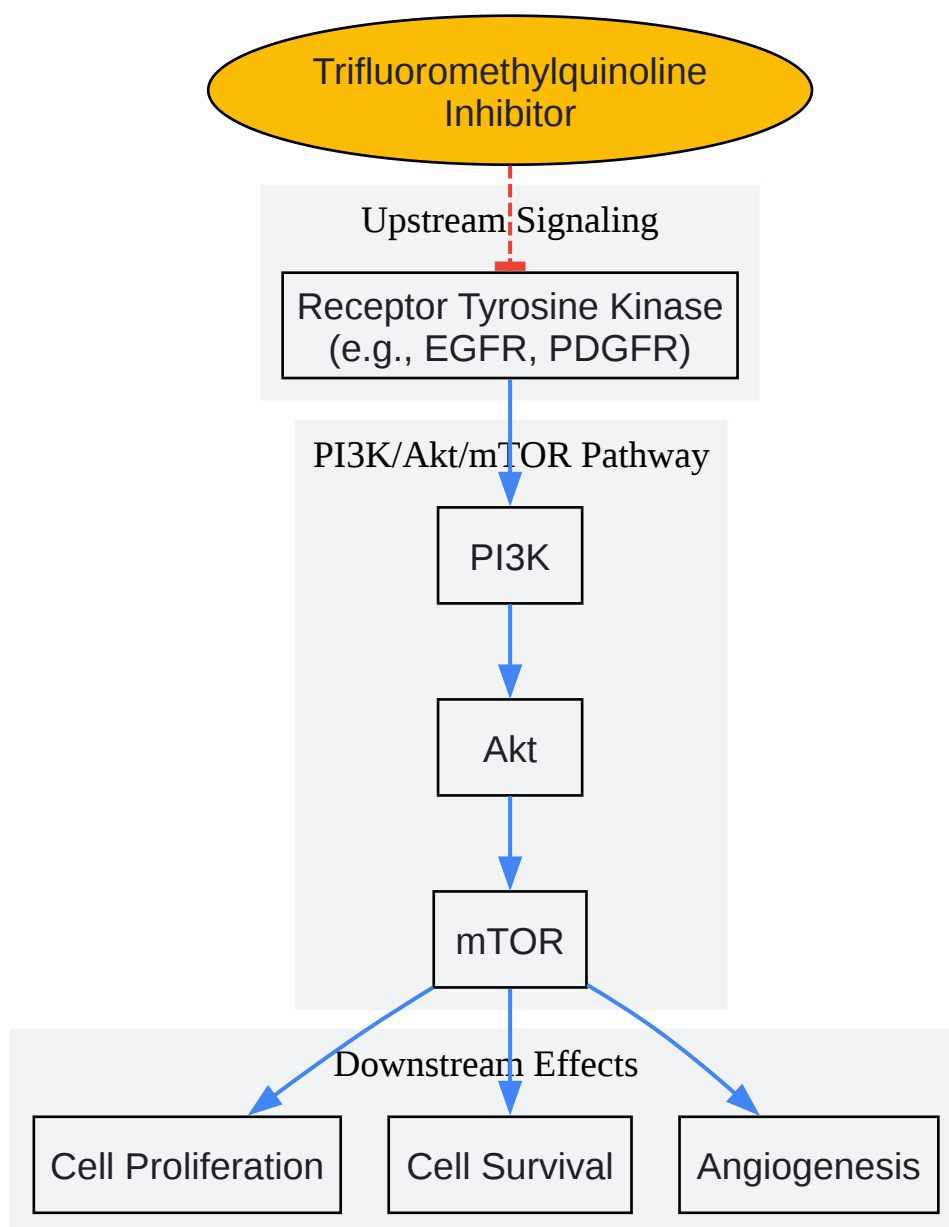 Trifluoromethylquinoline
Inhibitor
Upstream Signaling
Receptor Tyrosine Kinase
(e.g., EGFR, PDGFR)
PI3K/Akt/mTOR Pathway
PI3K
Akt
mTOR
Downstream Effects
Cell Proliferation
Cell Survival
Angiogenesis